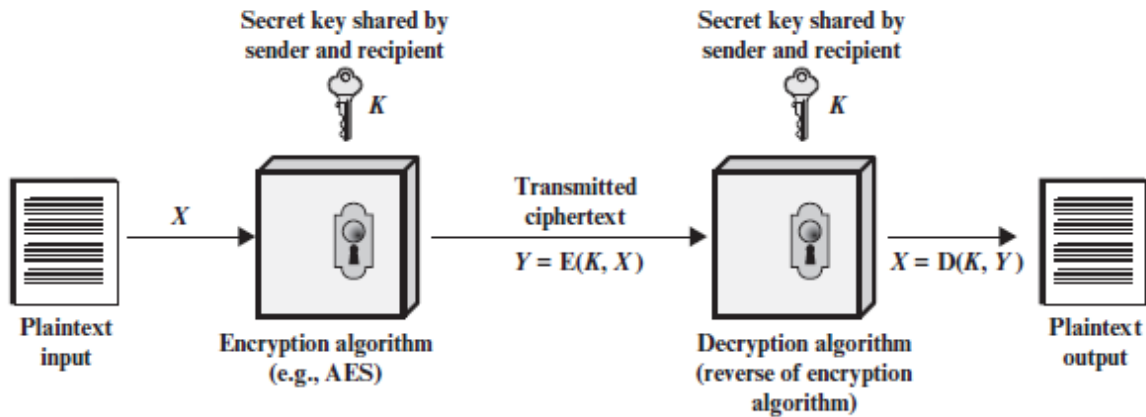 Secret key shared by
sender and recipient
K
Secret key shared by
sender and recipient
K
X
Transmitted
ciphertext
Y = E(K, X)
X = D(K, Y)
Plaintext
input
Encryption algorithm
(e.g., AES)
Decryption algorithm
(reverse of encryption
algorithm)
Plaintext
output